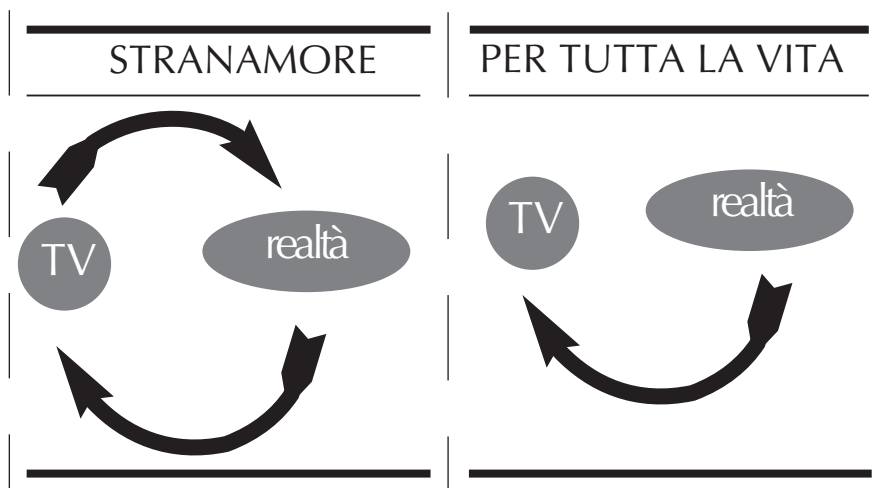 STRANAMORE
TV
realtà
PER TUTTA LA VITA
TV
realtà